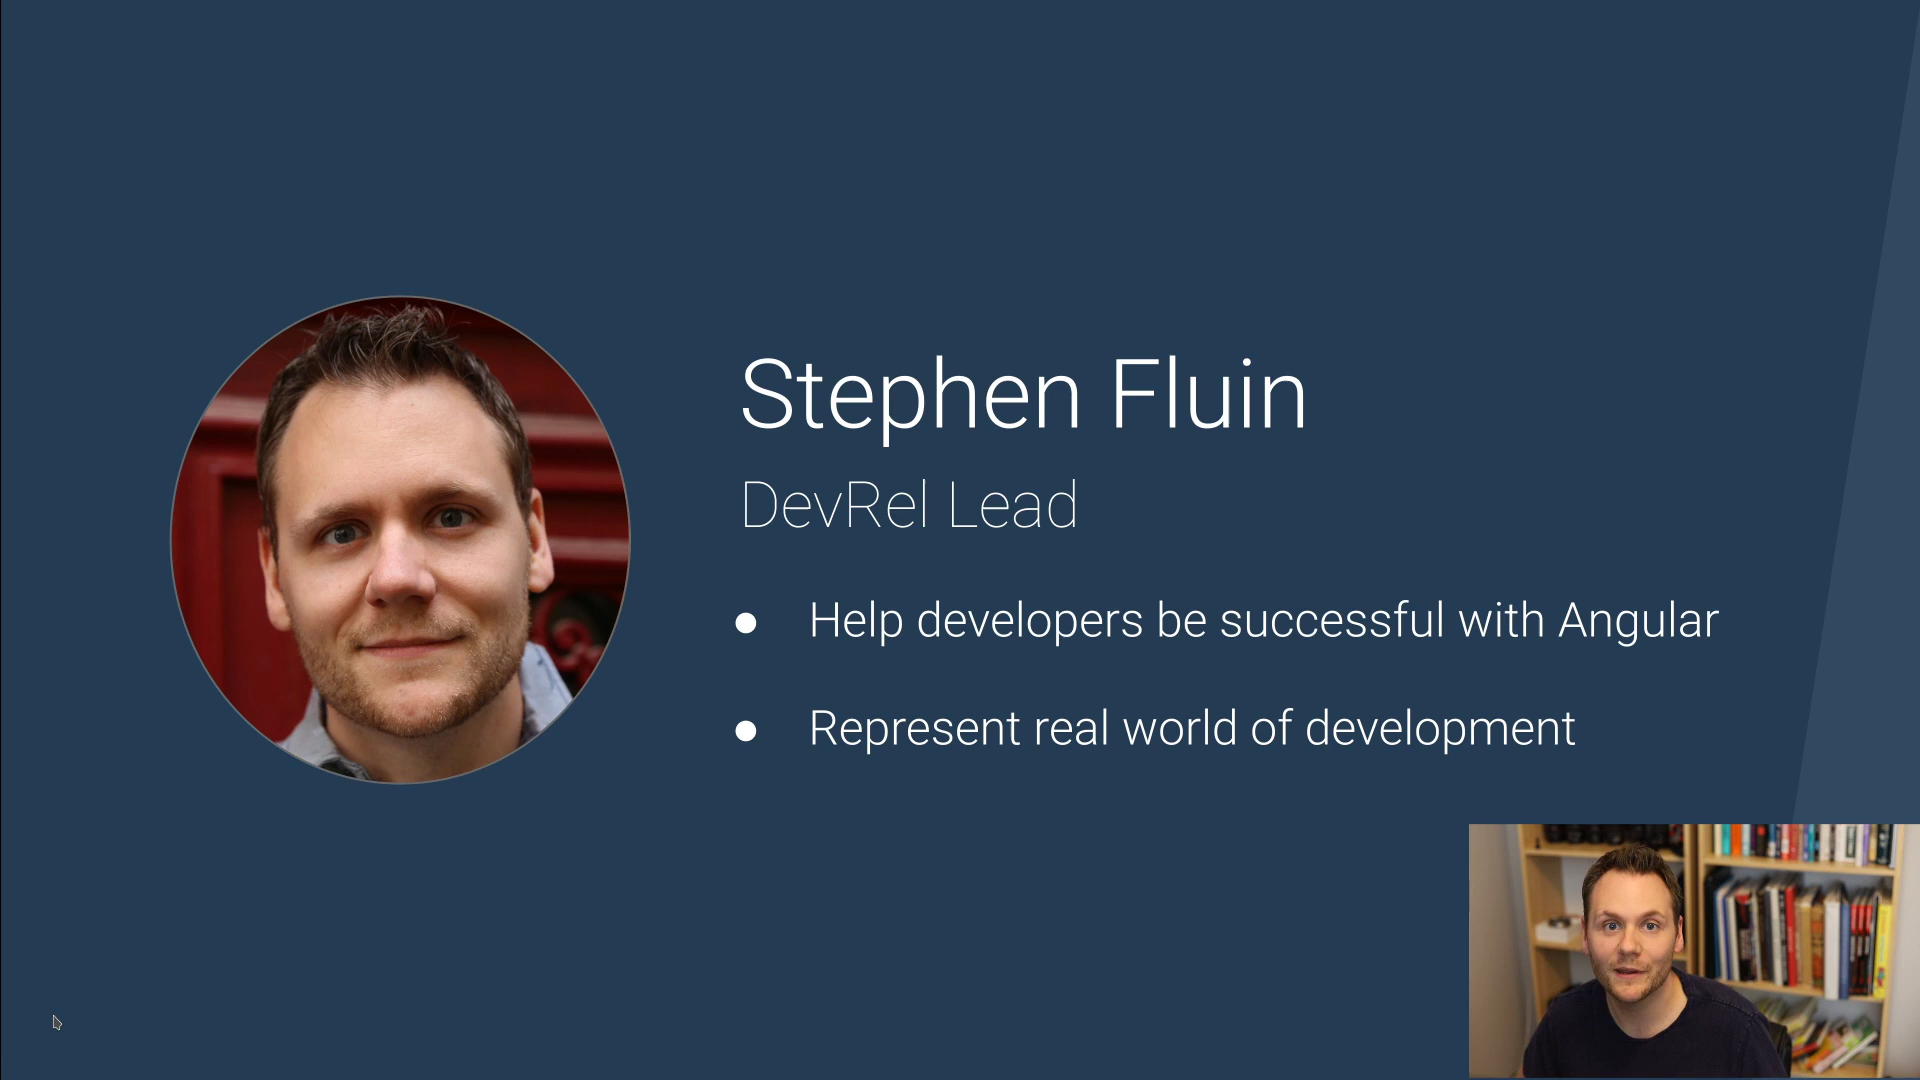 Stephen Fluin
DevRel Lead
● Help developers be successful with Angular
● Represent real world of development